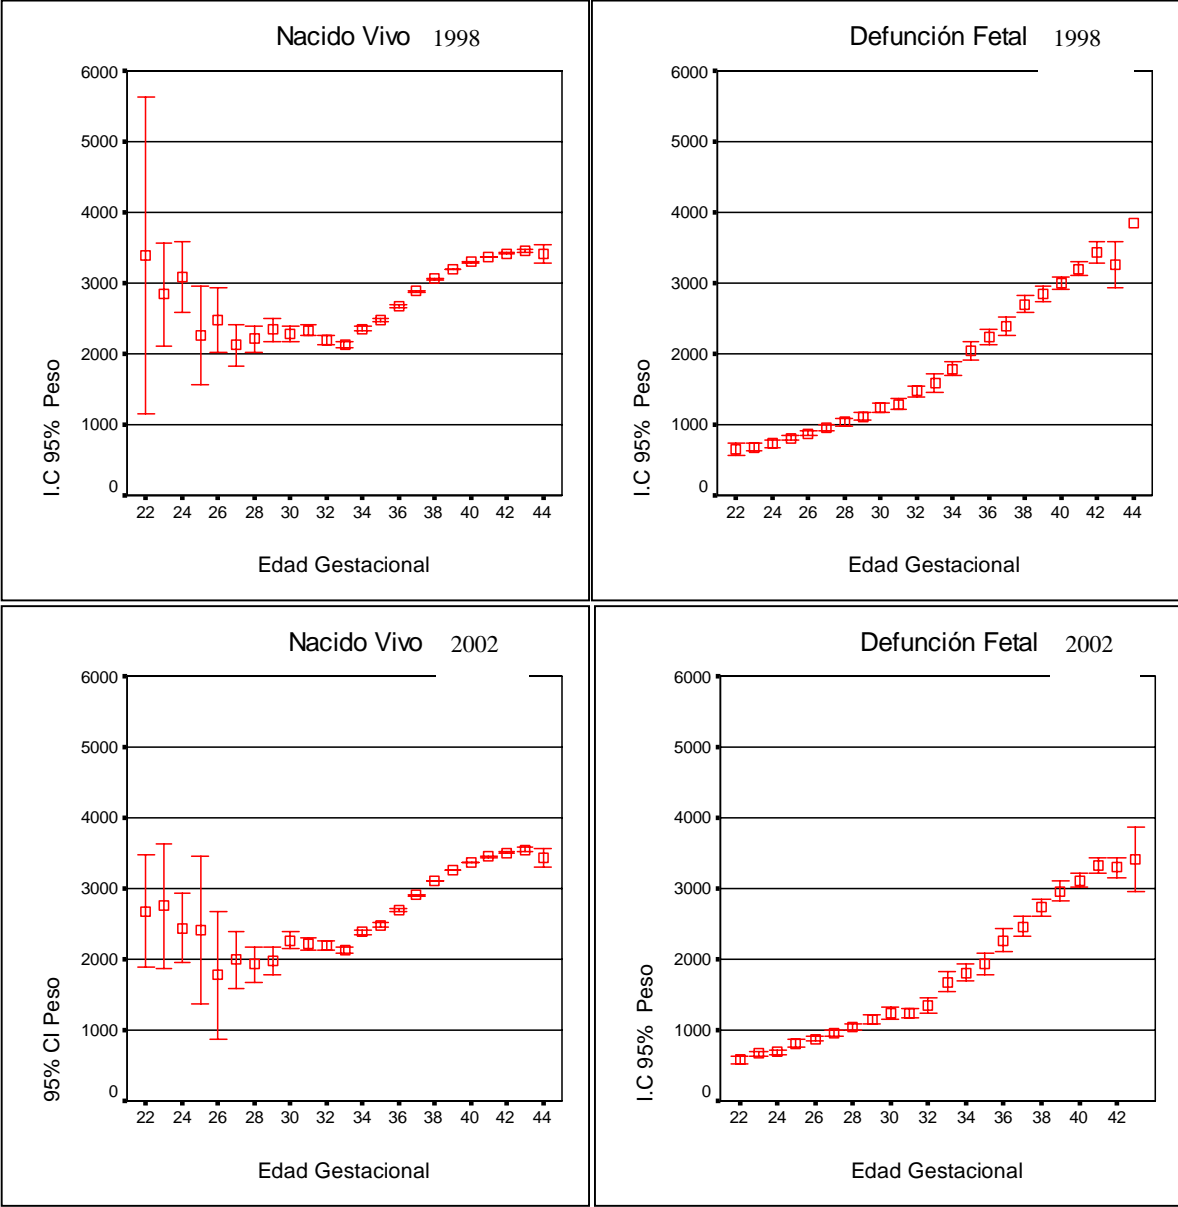 Nacido Vivo 1998
6000
5000
4000
3000
2000
1000
0
I.C 95% Peso
22 24 26 28 30 32 34 36 38 40 42 44
Edad Gestacional
Defunción Fetal 1998
6000
5000
4000
3000
2000
1000
0
I.C 95% Peso
22 24 26 28 30 32 34 36 38 40 42 44
Edad Gestacional
Nacido Vivo 2002
6000
5000
4000
3000
2000
1000
0
95% CI Peso
22 24 26 28 30 32 34 36 38 40 42 44
Edad Gestacional
Defunción Fetal 2002
6000
5000
4000
3000
2000
1000
0
I.C 95% Peso
22 24 26 28 30 32 34 36 38 40 42
Edad Gestacional